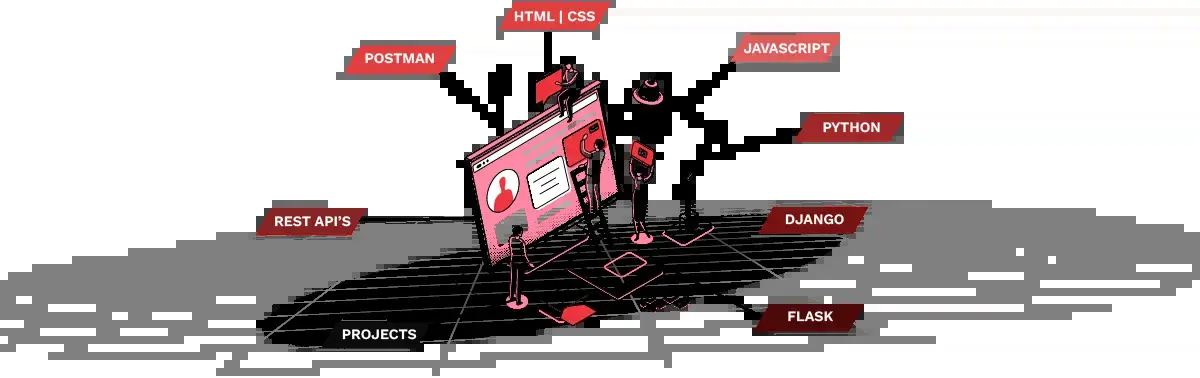 HTML | CSS
POSTMAN
JAVASCRIPT
PYTHON
REST API'S
DJANGO
FLASK
PROJECTS